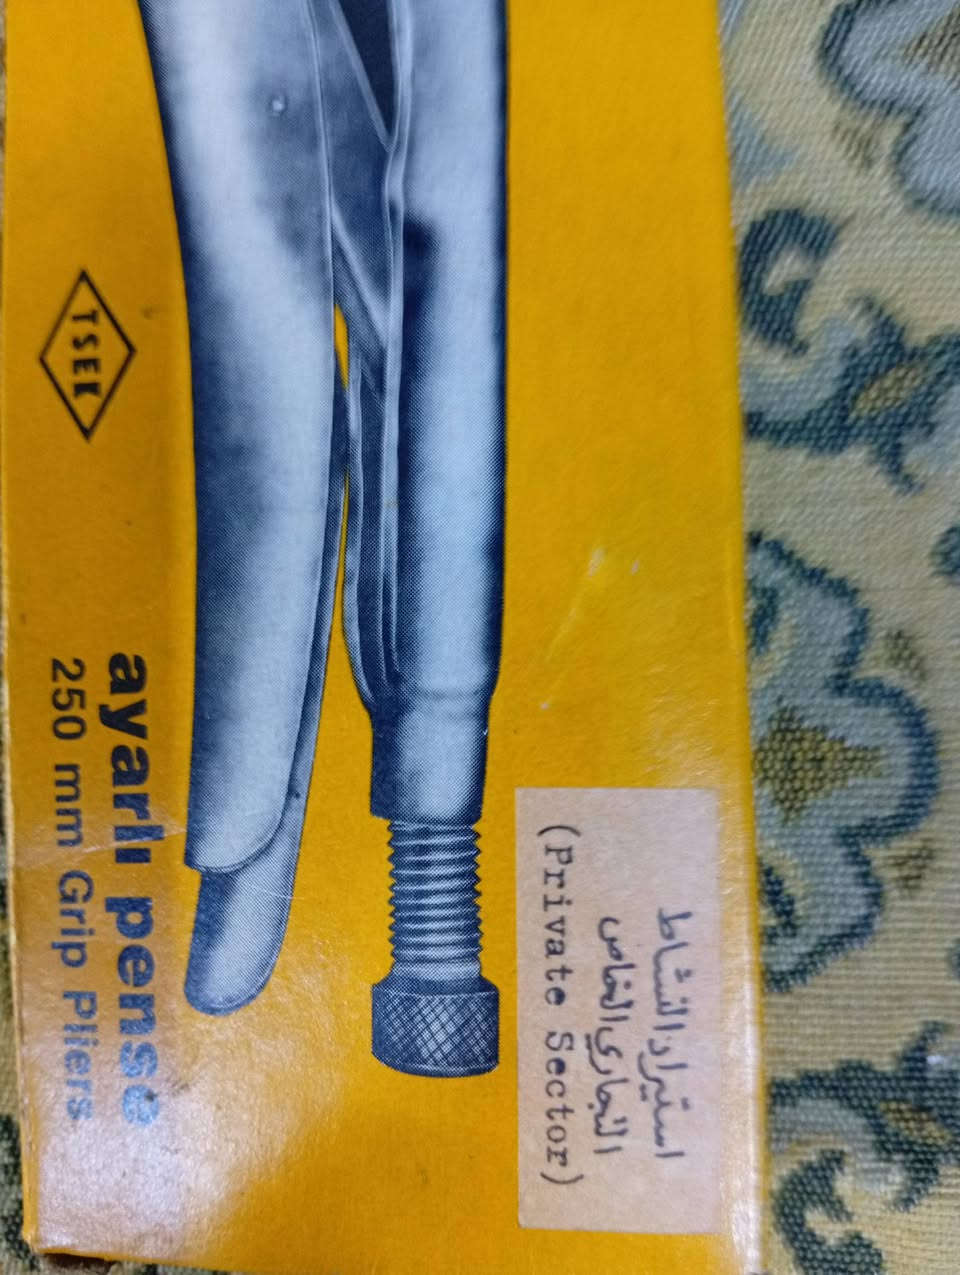 TSEK
ayarlı pense
250 mm Grip Pliers
استيراد النشاط
التجاري الخاص
(Private Sector)